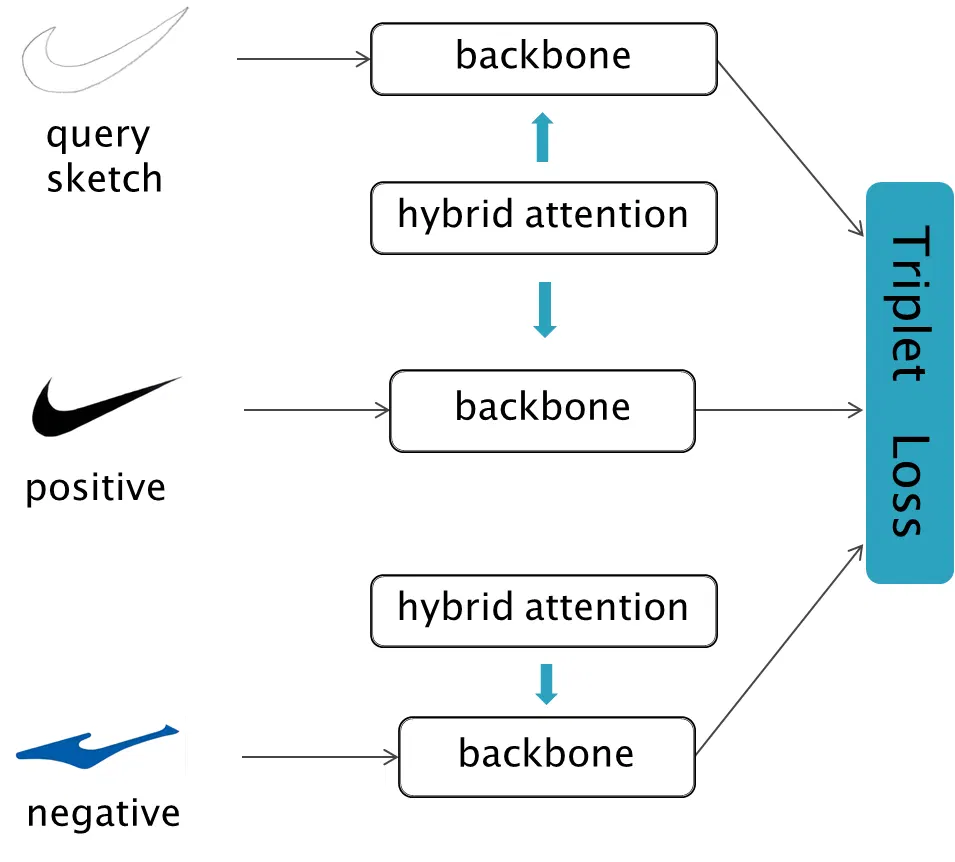 backbone
query
sketch
hybrid attention
Triplet Loss
backbone
positive
hybrid attention
backbone
negative